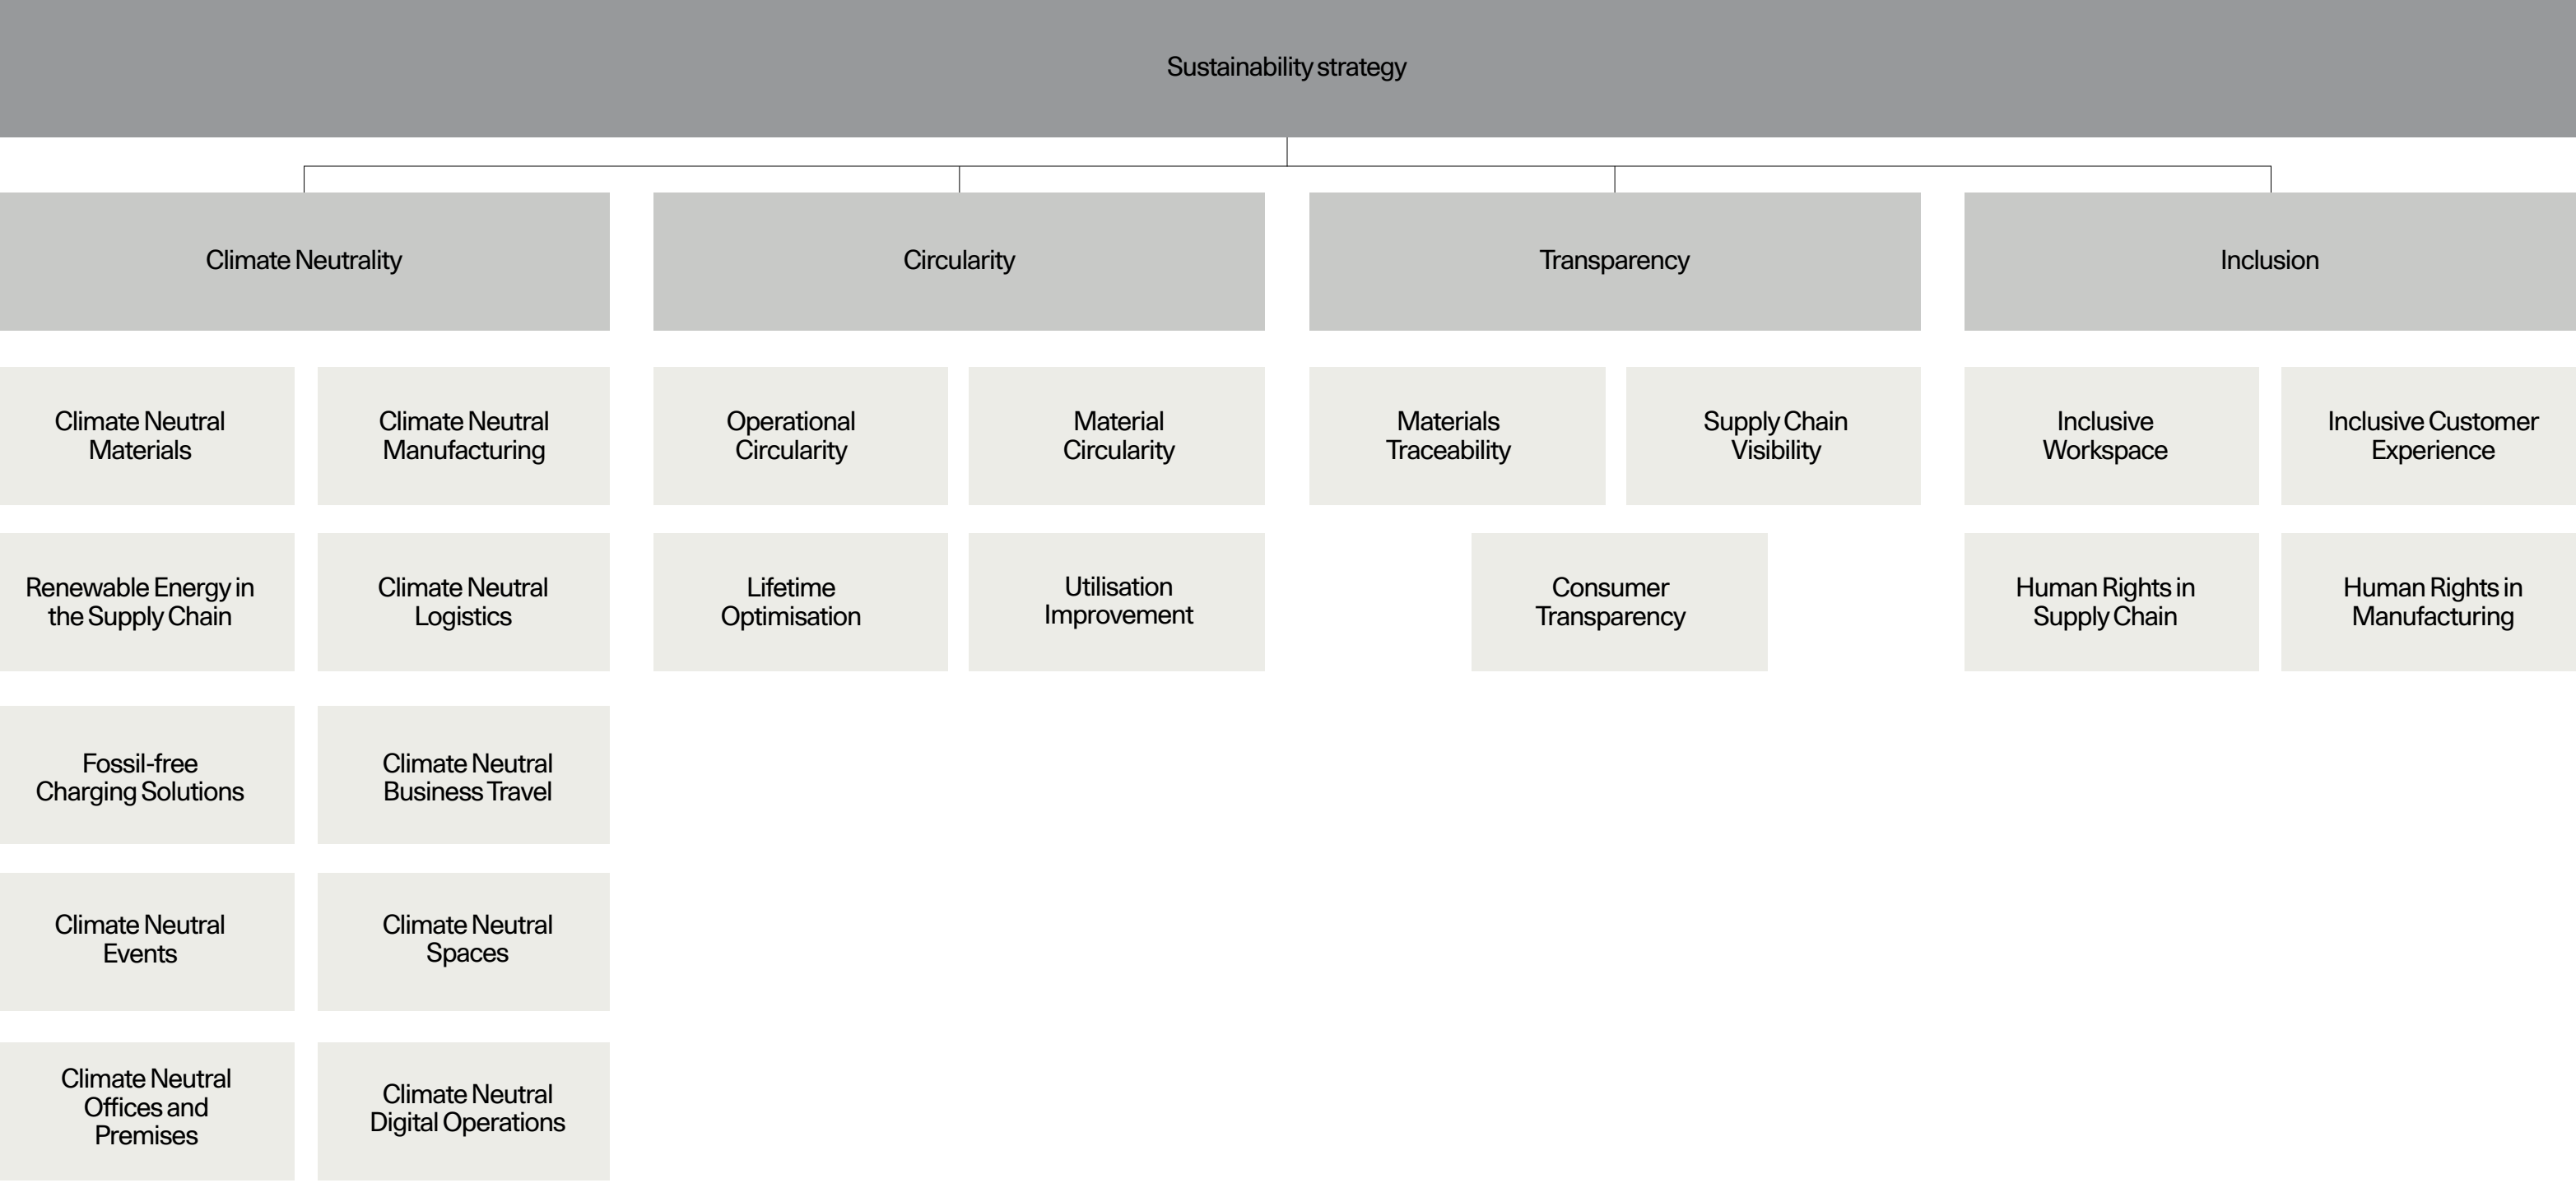 Sustainability strategy
Climate Neutrality
Circularity
Transparency
Inclusion
Climate Neutral
Materials
Climate Neutral
Manufacturing
Operational
Circularity
Material
Circularity
Materials
Traceability
Supply Chain
Visibility
Inclusive
Workspace
Inclusive Customer
Experience
Renewable Energy in
the Supply Chain
Climate Neutral
Logistics
Lifetime
Optimisation
Utilisation
Improvement
Consumer
Transparency
Human Rights in
Supply Chain
Human Rights in
Manufacturing
Fossil-free
Charging Solutions
Climate Neutral
Business Travel
Climate Neutral
Events
Climate Neutral
Spaces
Climate Neutral
Offices and
Premises
Climate Neutral
Digital Operations